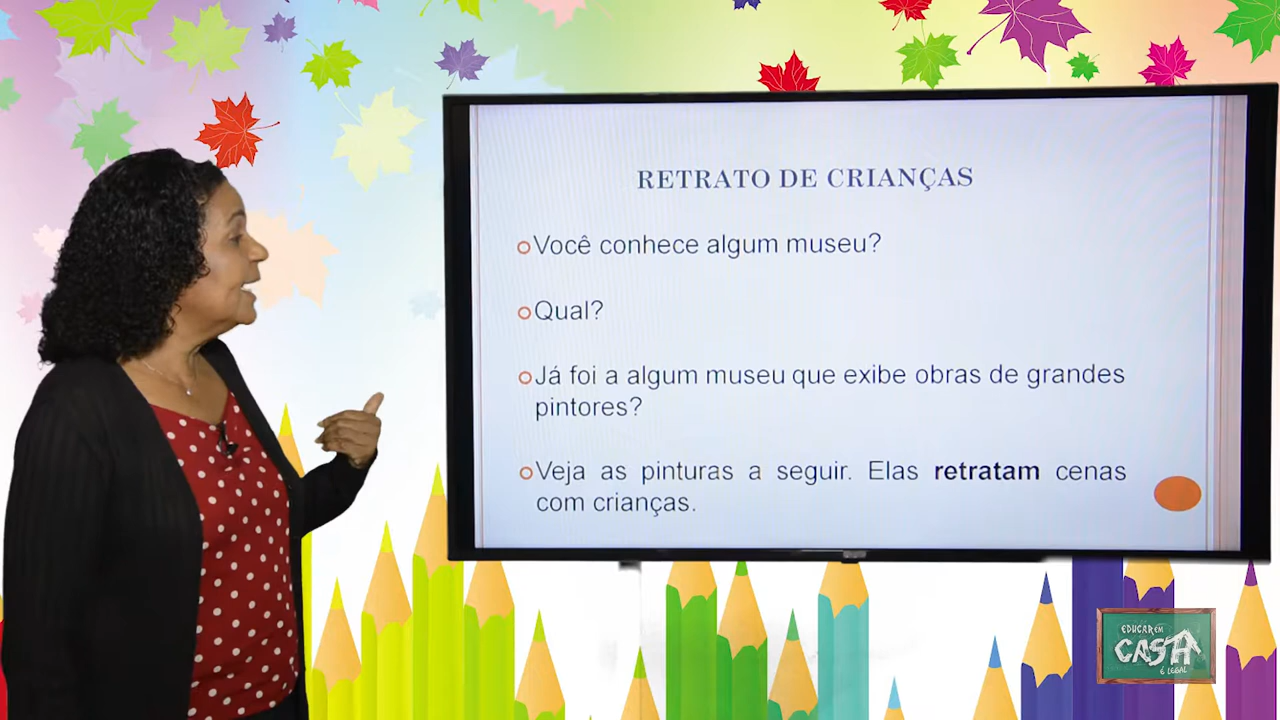 RETRATO DE CRIANÇAS
Você conhece algum museu?
Qual?
Já foi a algum museu que exibe obras de grandes
pintores?
Veja as pinturas a seguir. Elas retratam cenas
com crianças.
EDUCAR EM
CASA
É LEGAL